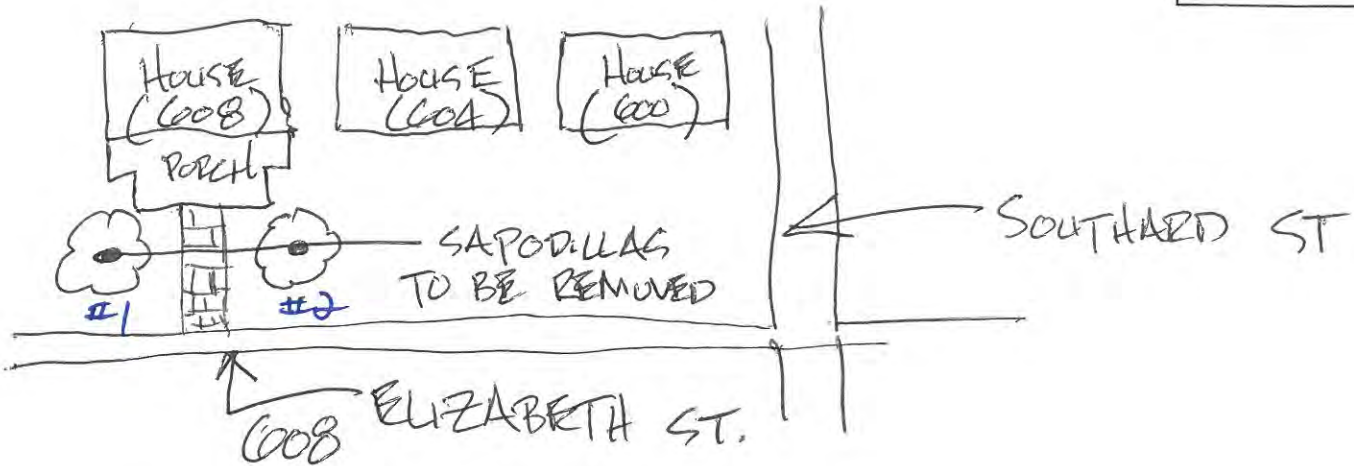 HOUSE
(608)
HOUSE
(604)
HOUSE
(600)
PORCH
SOUTHARD ST
SAPODILLAS
TO BE REMOVED
#1
#2
608
ELIZABETH ST.